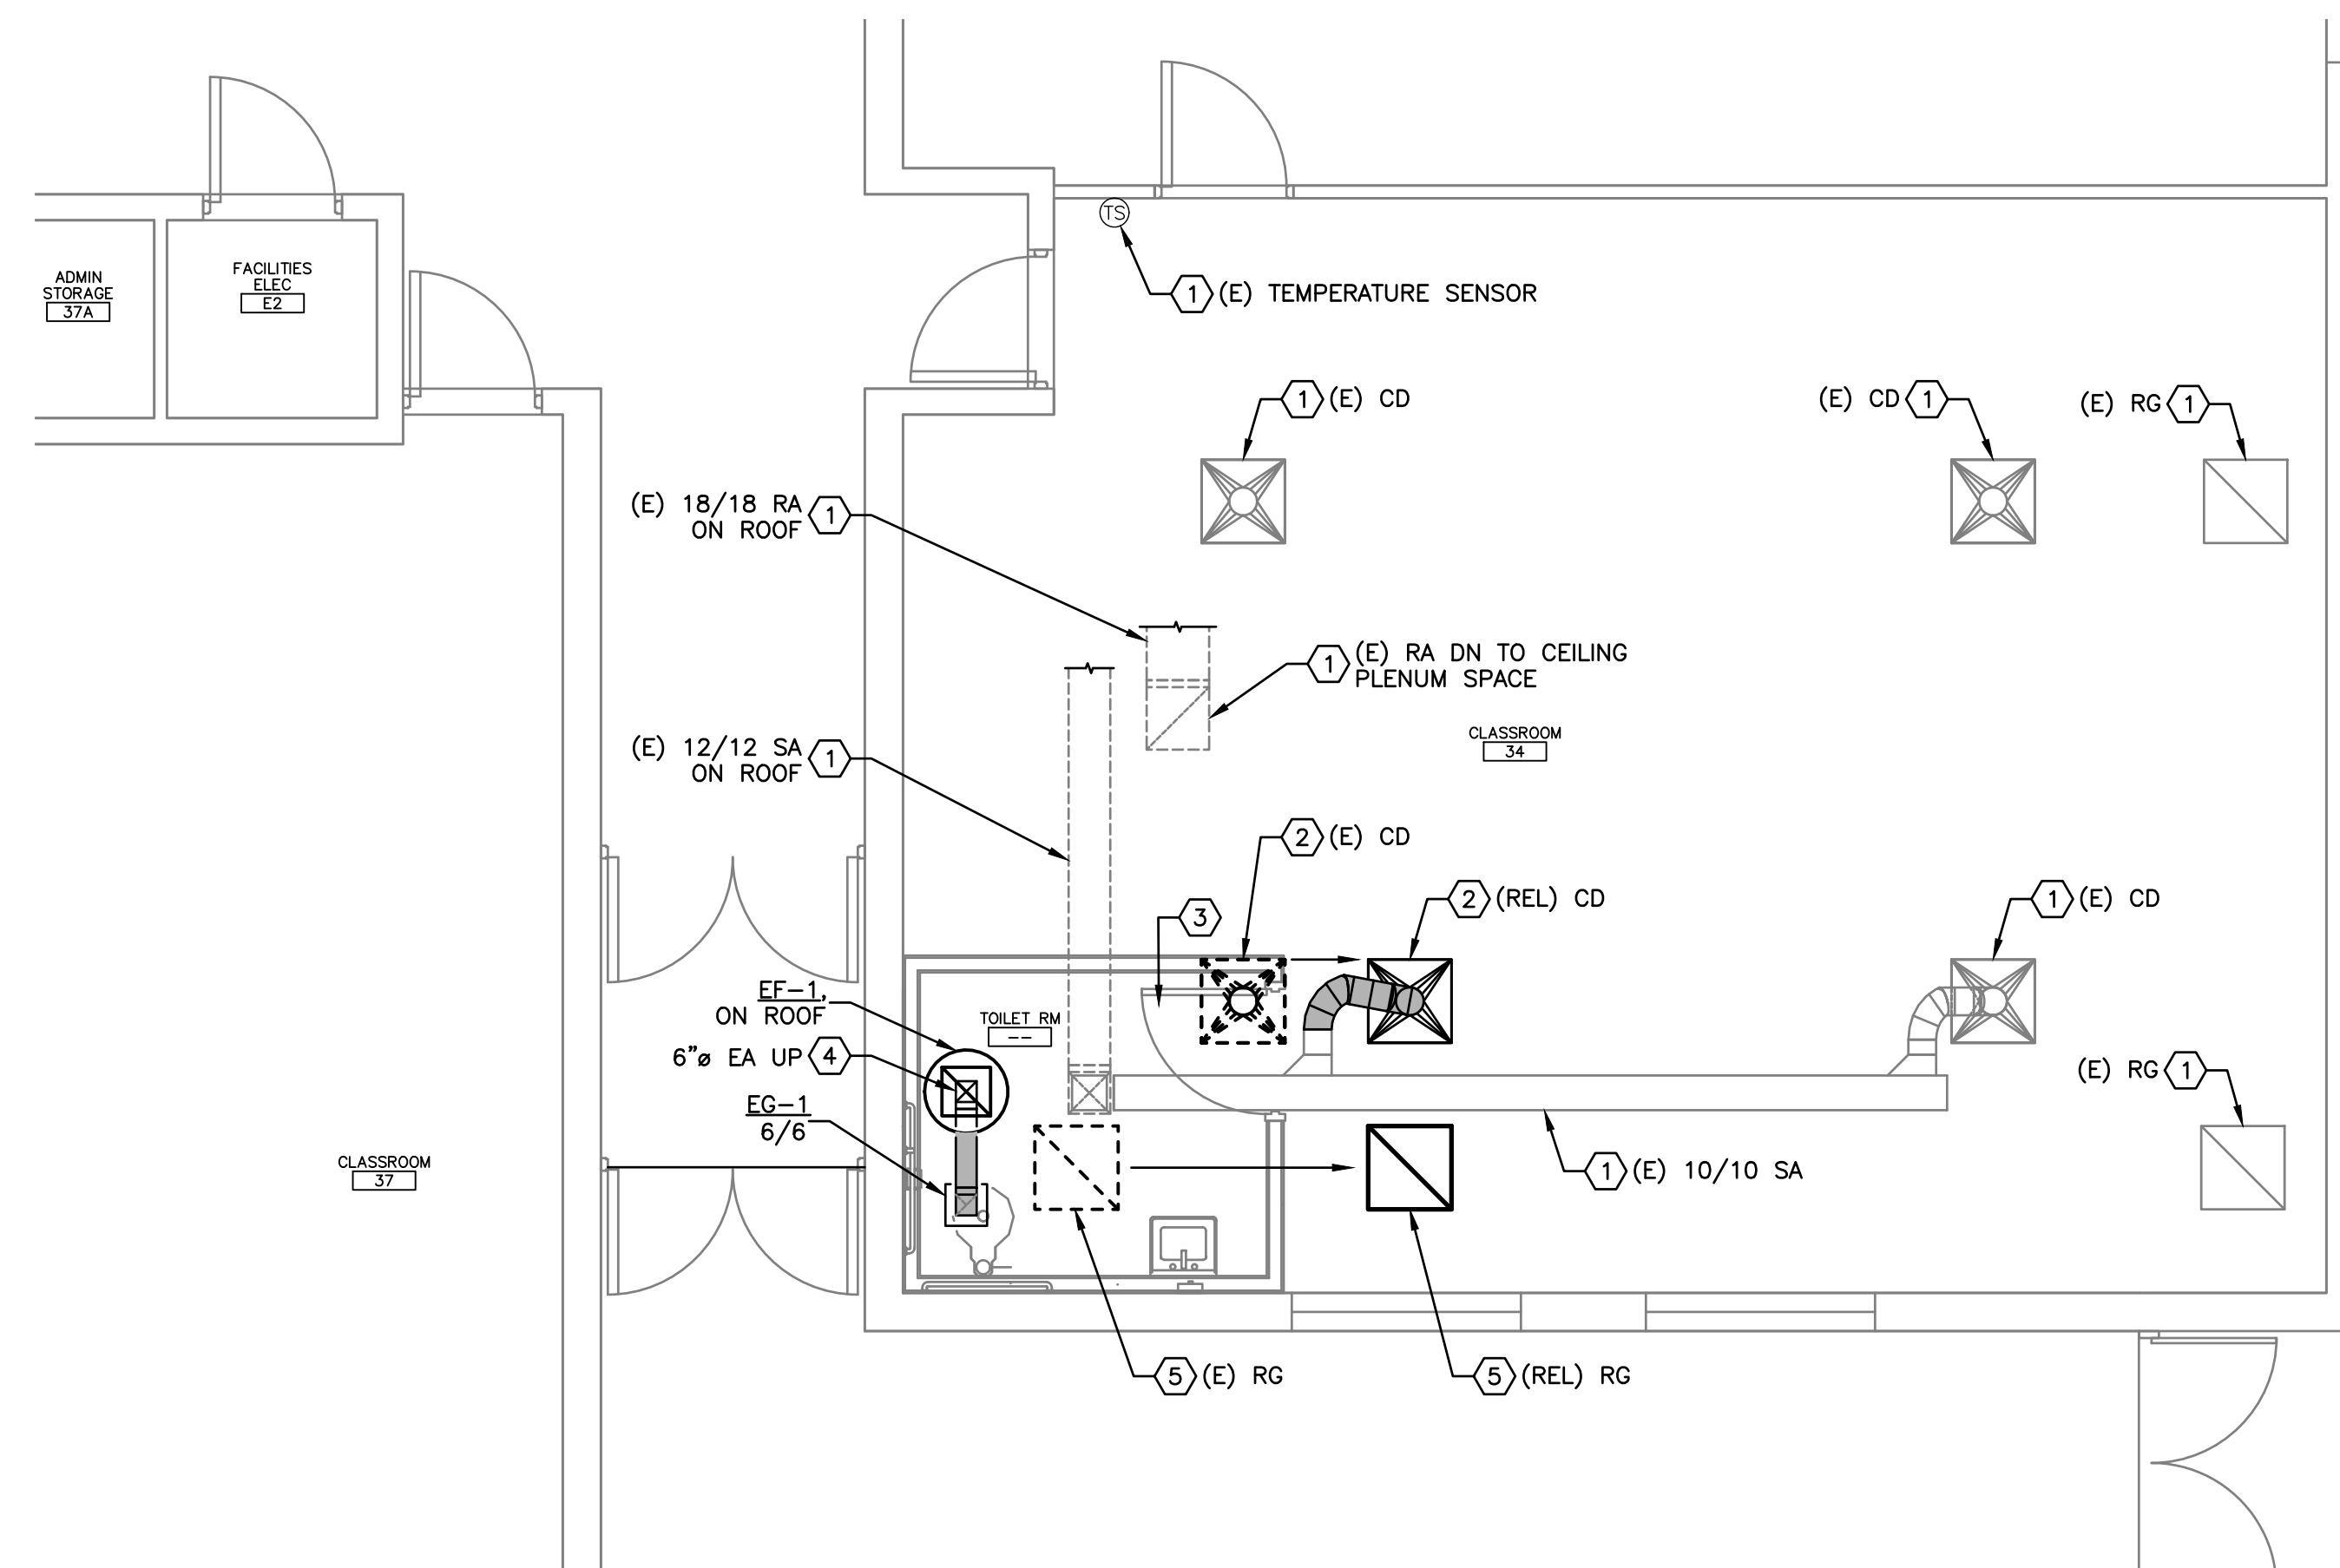 TS
1 (E) TEMPERATURE SENSOR
FACILITIES
ELEC
E2
ADMIN
STORAGE
37A
1 (E) CD
(E) CD 1
(E) RG 1
(E) 18/18 RA 1
ON ROOF
1 (E) RA DN TO CEILING
PLENUM SPACE
CLASSROOM
34
(E) 12/12 SA 1
ON ROOF
2 (E) CD
2 (REL) CD
1 (E) CD
3
EF-1,
ON ROOF
TOILET RM
--
6"ø EA UP 4
(E) RG 1
EG-1
6/6
CLASSROOM
37
1 (E) 10/10 SA
5 (E) RG
5 (REL) RG